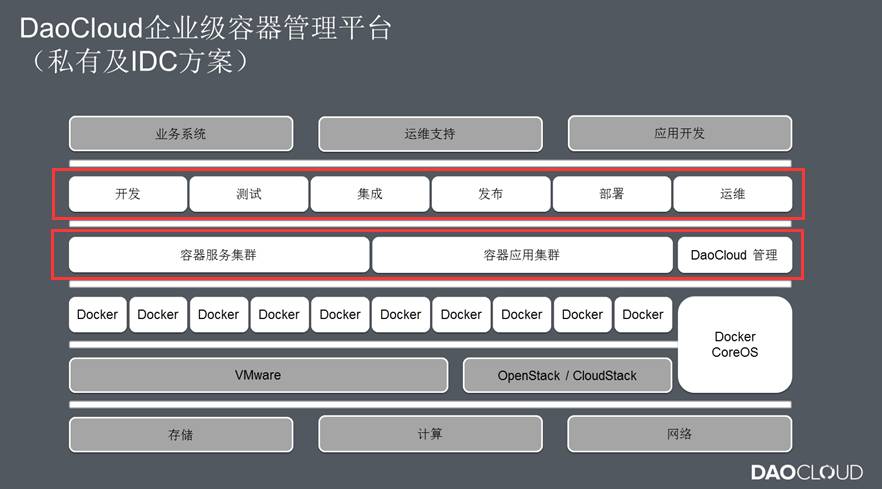 DaoCloud企业级容器管理平台
（私有及IDC方案）
业务系统
运维支持
应用开发
开发
测试
集成
发布
部署
运维
容器服务集群
容器应用集群
DaoCloud 管理
Docker
Docker
Docker
Docker
Docker
Docker
Docker
Docker
Docker
Docker
Docker
CoreOS
VMware
OpenStack / CloudStack
存储
计算
网络
DAOCLOUD